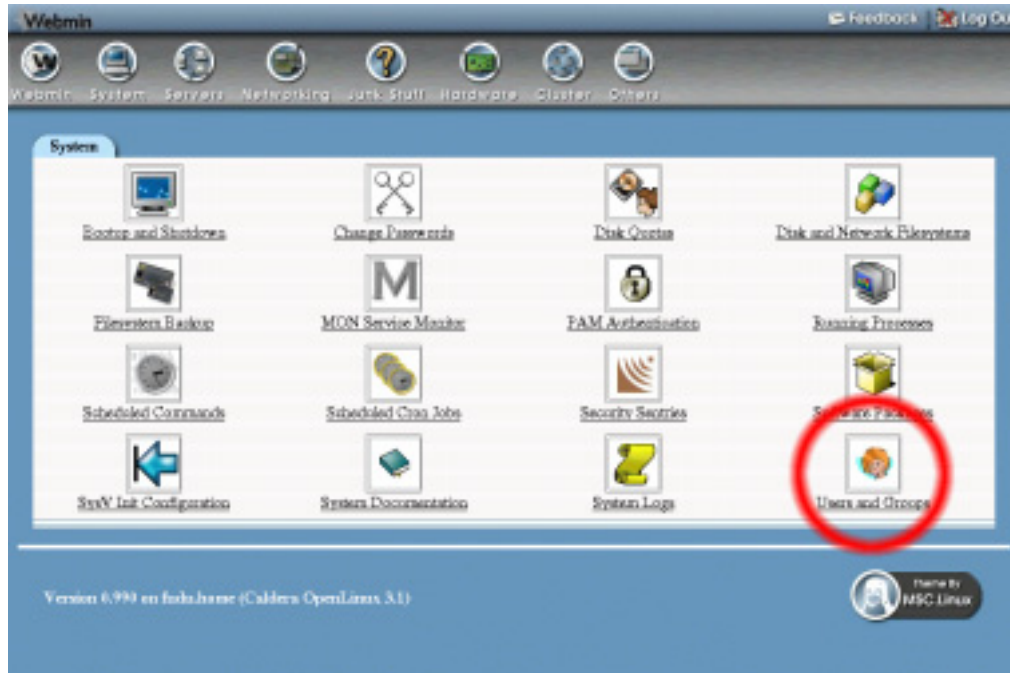 Webmin
Feedback Log Ou
Webmin System Servers Networking Junk Stuff Hardware Cluster Others
System
Bootup and Shutdown Change Passwords Disk Quotas Disk and Network Filesystems
Filesystem Backup MON Service Monitor PAM Authentication Running Processes
Scheduled Commands Scheduled Cron Jobs Security Sentries Software Packages
SysV Init Configuration System Documentation System Logs Users and Groups
Version 0.990 on fudu.home (Caldera OpenLinux 3.1)
Theme By
MSC.Linux